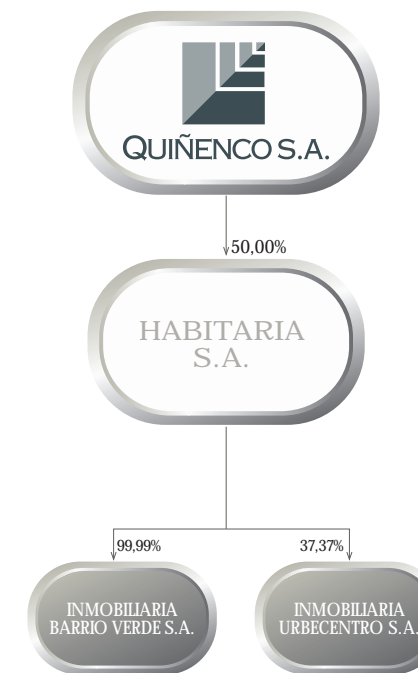 QUIÑENCO S.A.
50,00%
HABITARIA
S.A.
99,99%
37,37%
INMOBILIARIA
BARRIO VERDE S.A.
INMOBILIARIA
URBECENTRO S.A.